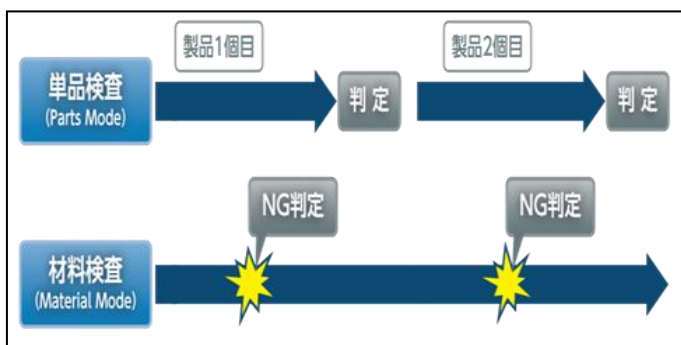 製品1個目
製品2個目
単品検査
(Parts Mode)
判定
判定
NG判定
NG判定
材料検査
(Material Mode)